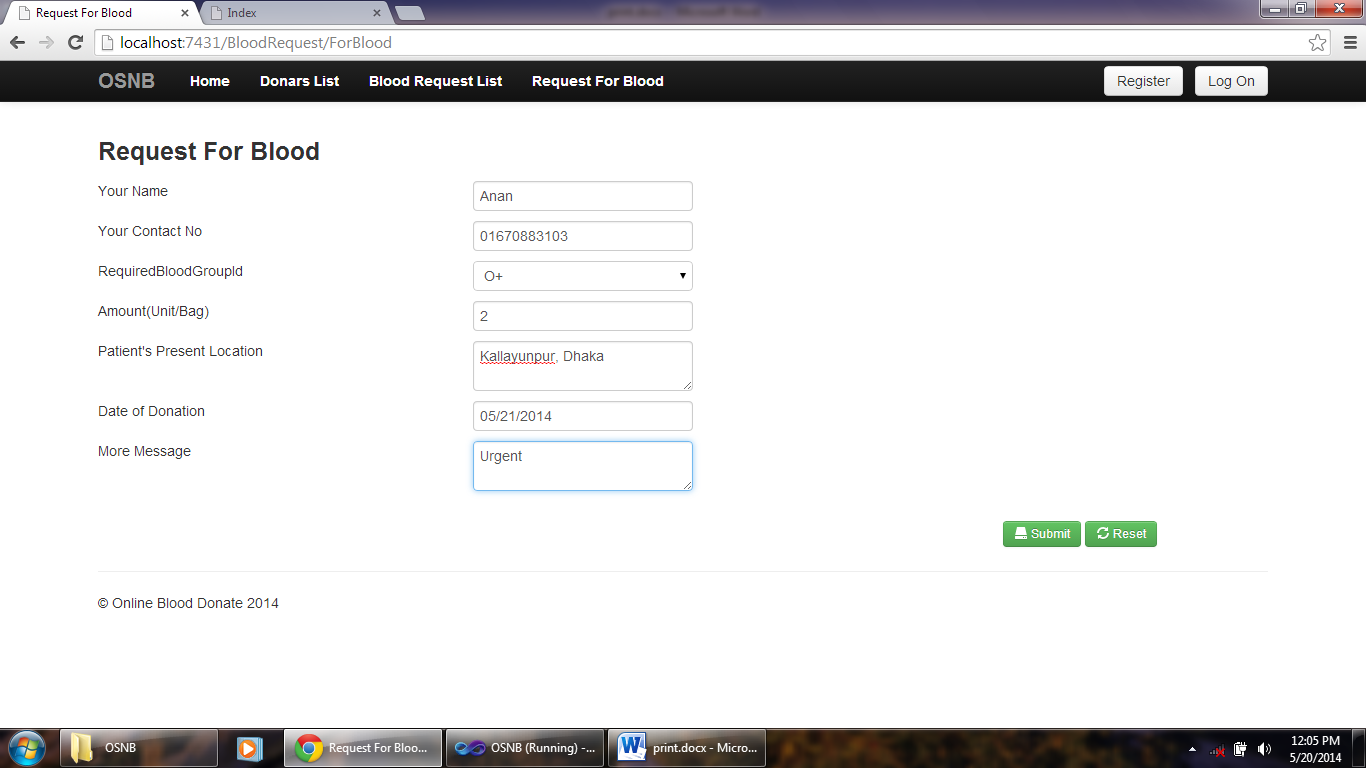 Request For Blood
Index
localhost:7431/BloodRequest/ForBlood
OSNB Home Donars List Blood Request List Request For Blood Register Log On
Request For Blood
Your Name Anan
Your Contact No 01670883103
RequiredBloodGroupId O+
Amount(Unit/Bag) 2
Patient's Present Location Kallayunpur, Dhaka
Date of Donation 05/21/2014
More Message Urgent
Submit Reset
© Online Blood Donate 2014
OSNB Request For Bloo... OSNB (Running) -... print.docx - Micro... 12:05 PM
5/20/2014